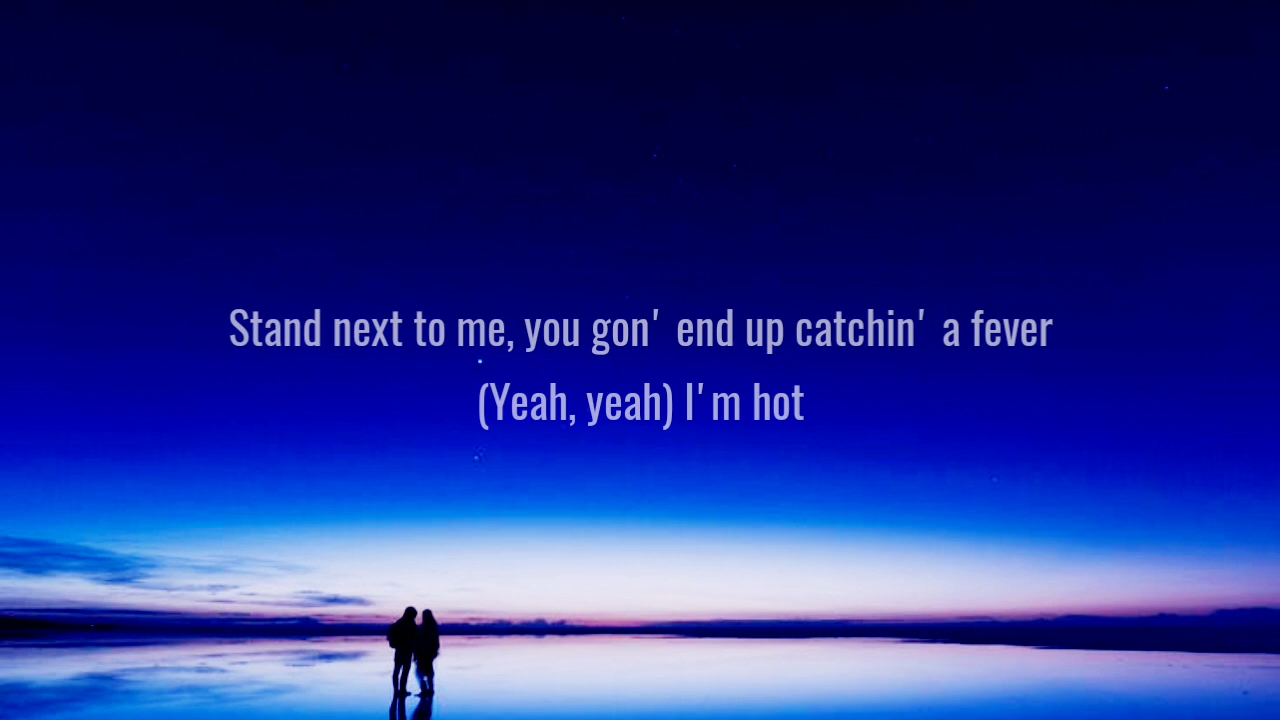 Stand next to me, you gon' end up catchin' a fever
(Yeah, yeah) I'm hot